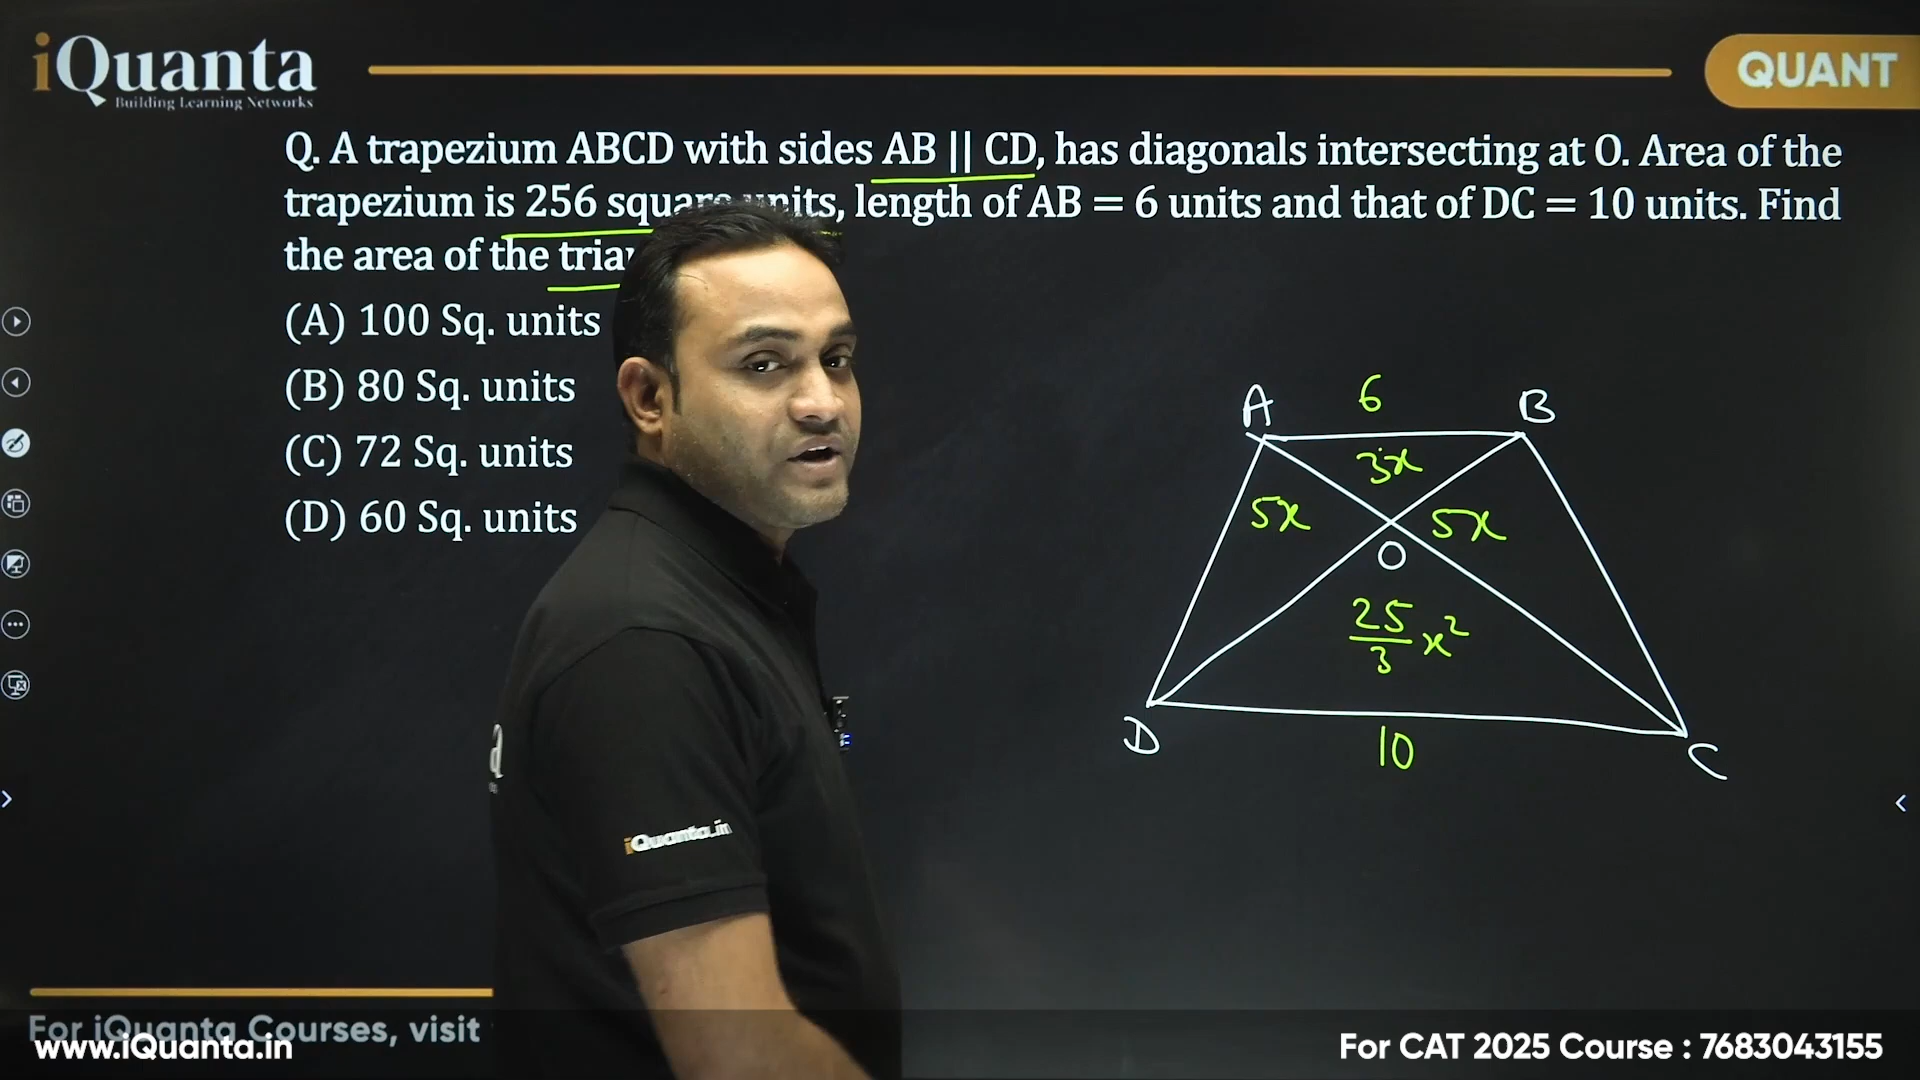 iQuanta
Building Learning Networks
QUANT
Q. A trapezium ABCD with sides AB || CD, has diagonals intersecting at O. Area of the
trapezium is 256 square units, length of AB = 6 units and that of DC = 10 units. Find
the area of the
(A) 100 Sq. units
(B) 80 Sq. units
(C) 72 Sq. units
(D) 60 Sq. units
A 6 B
3x
5x 5x
O
25/3 x²
D 10 C
iQuanta.in
For iQuanta Courses, visit
www.iQuanta.in
For CAT 2025 Course : 7683043155